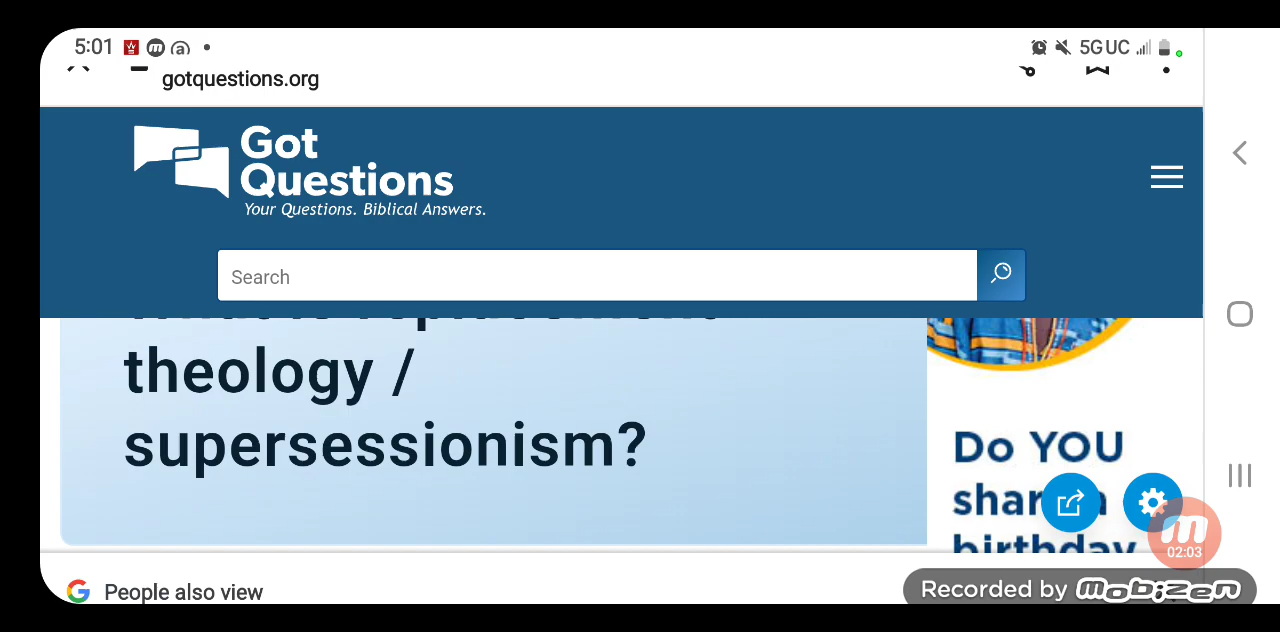 5:01
5G UC
gotquestions.org
Got
Questions
Your Questions. Biblical Answers.
Search
theology /
supersessionism?
Do YOU
birthday
02:03
People also view
Recorded by mobizen